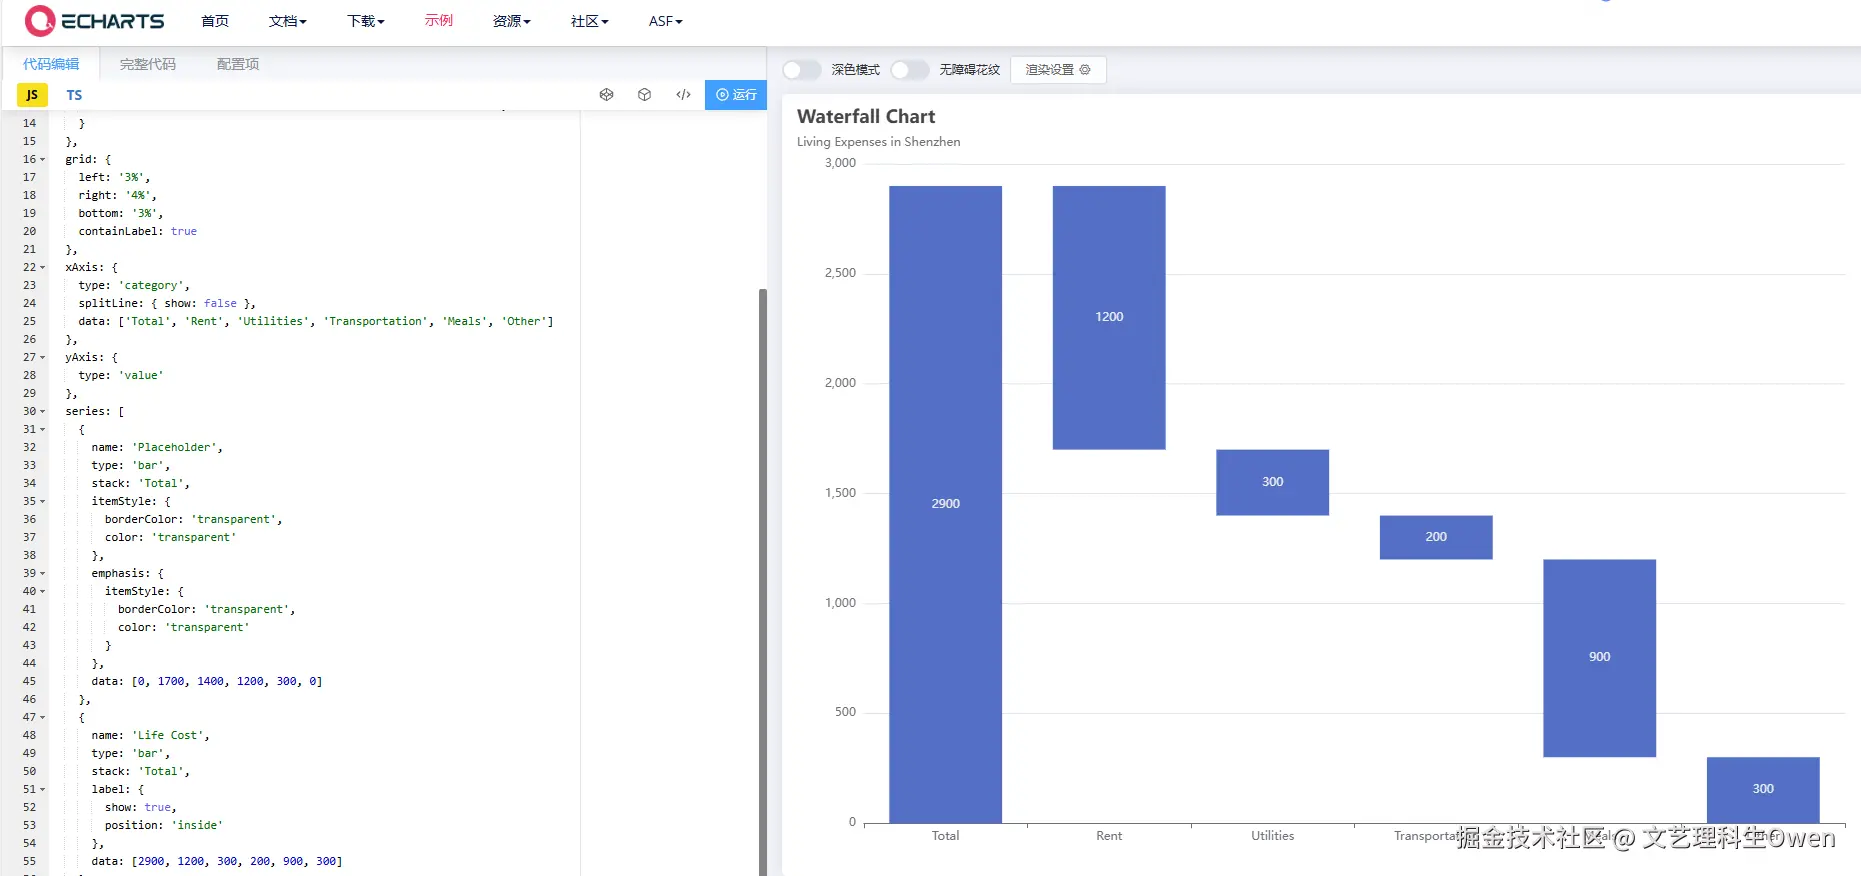 ECHARTS 首页 文档 下载 示例 资源 社区 ASF
代码编辑 完整代码 配置项
JS TS 运行
14 }
15 },
16 grid: {
17 left: '3%',
18 right: '4%',
19 bottom: '3%',
20 containLabel: true
21 },
22 xAxis: {
23 type: 'category',
24 splitLine: { show: false },
25 data: ['Total', 'Rent', 'Utilities', 'Transportation', 'Meals', 'Other']
26 },
27 yAxis: {
28 type: 'value'
29 },
30 series: [
31 {
32 name: 'Placeholder',
33 type: 'bar',
34 stack: 'Total',
35 itemStyle: {
36 borderColor: 'transparent',
37 color: 'transparent'
38 },
39 emphasis: {
40 itemStyle: {
41 borderColor: 'transparent',
42 color: 'transparent'
43 }
44 },
45 data: [0, 1700, 1400, 1200, 300, 0]
46 },
47 {
48 name: 'Life Cost',
49 type: 'bar',
50 stack: 'Total',
51 label: {
52 show: true,
53 position: 'inside'
54 },
55 data: [2900, 1200, 300, 200, 900, 300]
深色模式 无障碍花纹 渲染设置
Waterfall Chart
Living Expenses in Shenzhen
3,000
2,500
2,000
1,500
1,000
500
0
2900
1200
300
200
900
300
Total Rent Utilities
掘金技术社区 @ 文艺理科生Owen